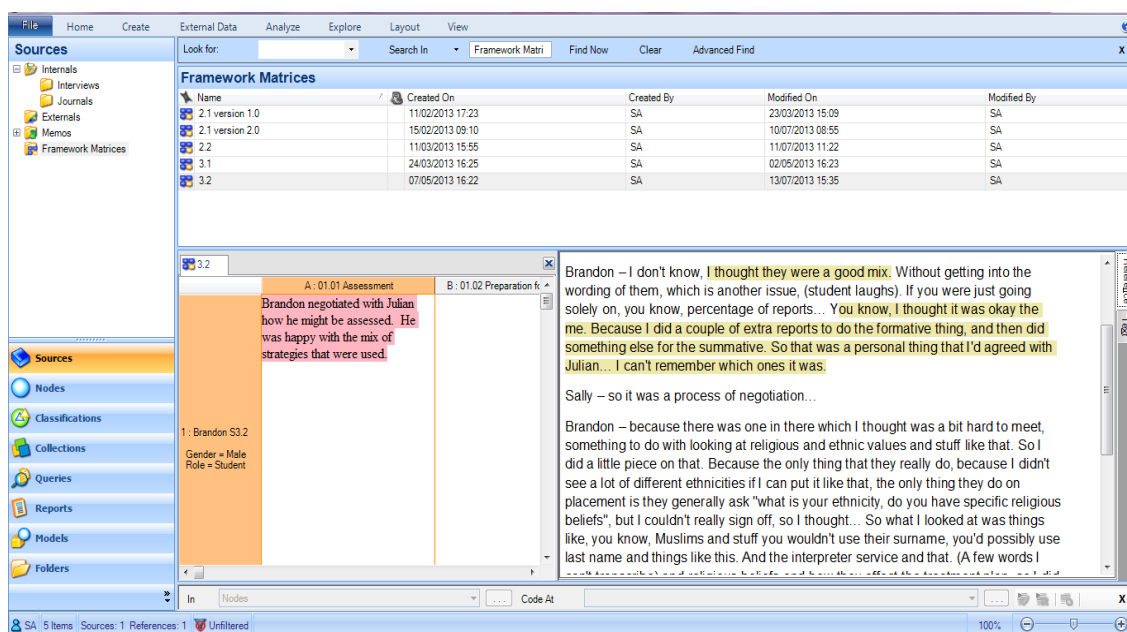 File Home Create External Data Analyze Explore Layout View
Sources
Look for: Search In Framework Matri Find Now Clear Advanced Find x
Internals
Interviews
Journals
Externals
Memos
Framework Matrices
Framework Matrices
Name Created On Created By Modified On Modified By
2.1 version 1.0 11/02/2013 17:23 SA 23/03/2013 15:09 SA
2.1 version 2.0 15/02/2013 09:10 SA 10/07/2013 08:55 SA
2.2 11/03/2013 15:55 SA 11/07/2013 11:22 SA
3.1 24/03/2013 16:25 SA 02/05/2013 16:23 SA
3.2 07/05/2013 16:22 SA 13/07/2013 15:35 SA
Sources
Nodes
Classifications
Collections
Queries
Reports
Models
Folders
3.2
A : 01.01 Assessment B : 01.02 Preparation fc
1 : Brandon S3.2
Gender = Male
Role = Student
Brandon negotiated with Julian
how he might be assessed. He
was happy with the mix of
strategies that were used.
Brandon – I don't know, I thought they were a good mix. Without getting into the
wording of them, which is another issue, (student laughs). If you were just going
solely on, you know, percentage of reports... You know, I thought it was okay the
me. Because I did a couple of extra reports to do the formative thing, and then did
something else for the summative. So that was a personal thing that I'd agreed with
Julian... I can't remember which ones it was.
Sally – so it was a process of negotiation...
Brandon – because there was one in there which I thought was a bit hard to meet,
something to do with looking at religious and ethnic values and stuff like that. So I
did a little piece on that. Because the only thing that they really do, because I didn't
see a lot of different ethnicities if I can put it like that, the only thing they do on
placement is they generally ask "what is your ethnicity, do you have specific religious
beliefs", but I couldn't really sign off, so I thought... So what I looked at was things
like, you know, Muslims and stuff you wouldn't use their surname, you'd possibly use
last name and things like this. And the interpreter service and that. (A few words I
can't transcribe) and religious beliefs and how they affect the treatment plan, so I did
In Nodes ... Code At ... x
SA 5 Items Sources: 1 References: 1 Unfiltered 100%